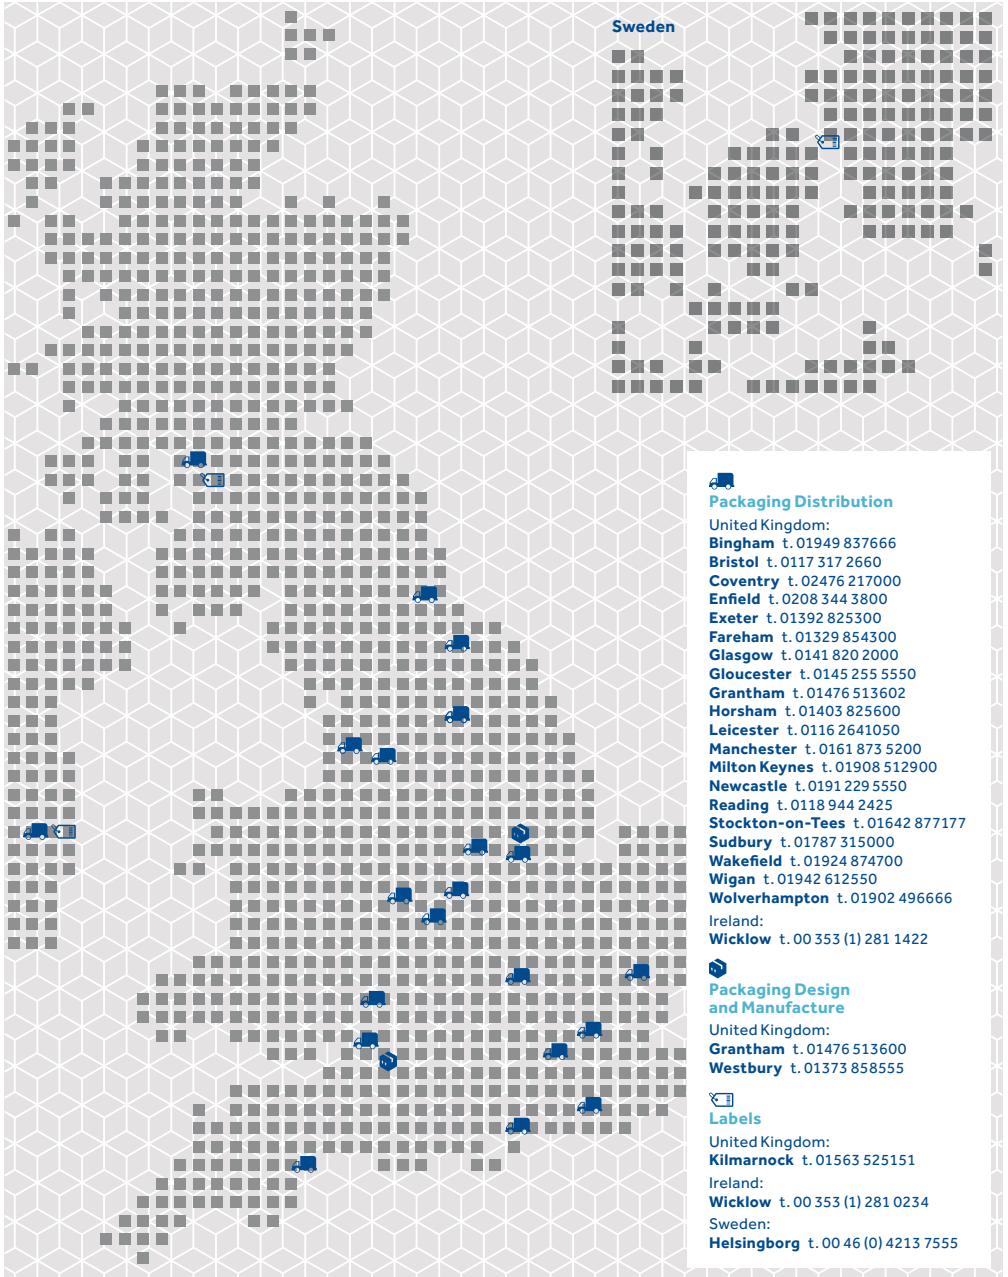 Sweden
Packaging Distribution
United Kingdom:
Bingham t. 01949 837666
Bristol t. 0117 317 2660
Coventry t. 02476 217000
Enfield t. 0208 344 3800
Exeter t. 01392 825300
Fareham t. 01329 854300
Glasgow t. 0141 820 2000
Gloucester t. 0145 255 5550
Grantham t. 01476 513602
Horsham t. 01403 825600
Leicester t. 0116 2641050
Manchester t. 0161 873 5200
Milton Keynes t. 01908 512900
Newcastle t. 0191 229 5550
Reading t. 0118 944 2425
Stockton-on-Tees t. 01642 877177
Sudbury t. 01787 315000
Wakefield t. 01924 874700
Wigan t. 01942 612550
Wolverhampton t. 01902 496666
Ireland:
Wicklow t. 00 353 (1) 281 1422
Packaging Design
and Manufacture
United Kingdom:
Grantham t. 01476 513600
Westbury t. 01373 858555
Labels
United Kingdom:
Kilmarnock t. 01563 525151
Ireland:
Wicklow t. 00 353 (1) 281 0234
Sweden:
Helsingborg t. 00 46 (0) 4213 7555